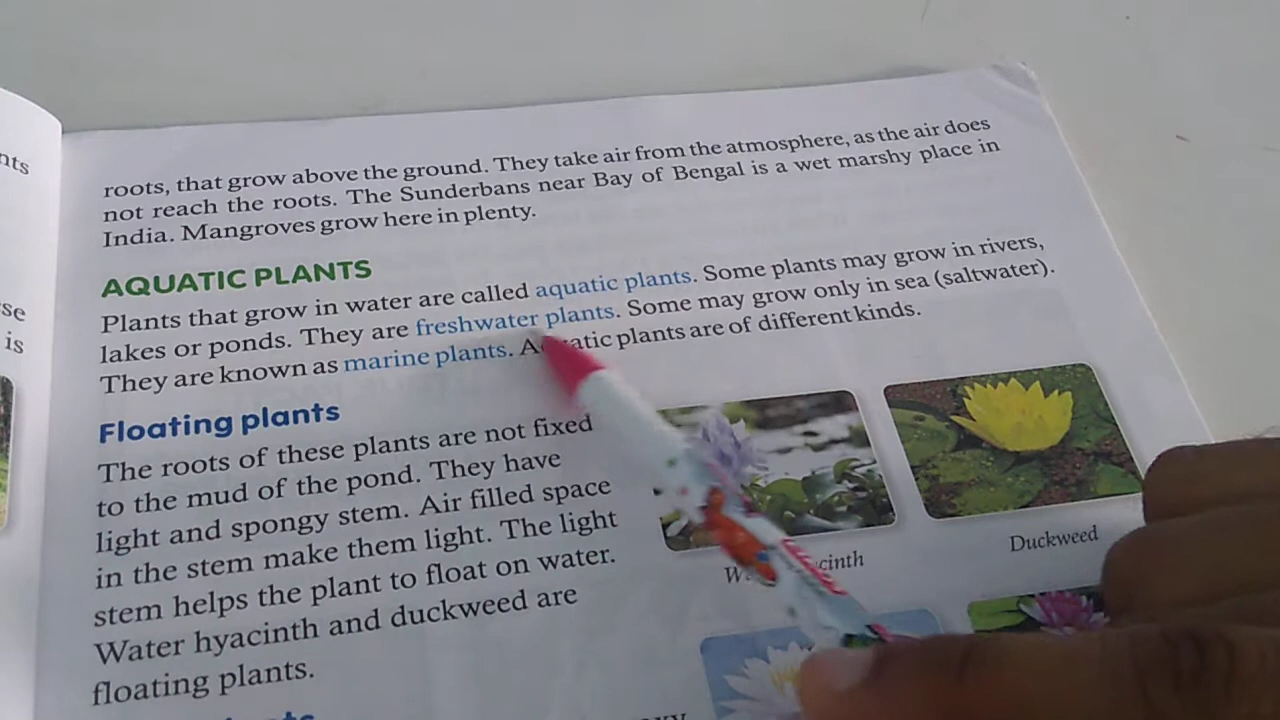 nts
se
is
roots, that grow above the ground. They take air from the atmosphere, as the air does
not reach the roots. The Sunderbans near Bay of Bengal is a wet marshy place in
India. Mangroves grow here in plenty.
AQUATIC PLANTS
Plants that grow in water are called aquatic plants. Some plants may grow in rivers,
lakes or ponds. They are freshwater plants. Some may grow only in sea (saltwater).
They are known as marine plants. Aquatic plants are of different kinds.
Floating plants
The roots of these plants are not fixed
to the mud of the pond. They have
light and spongy stem. Air filled space
in the stem make them light. The light
stem helps the plant to float on water.
Water hyacinth and duckweed are
floating plants.
Duckweed